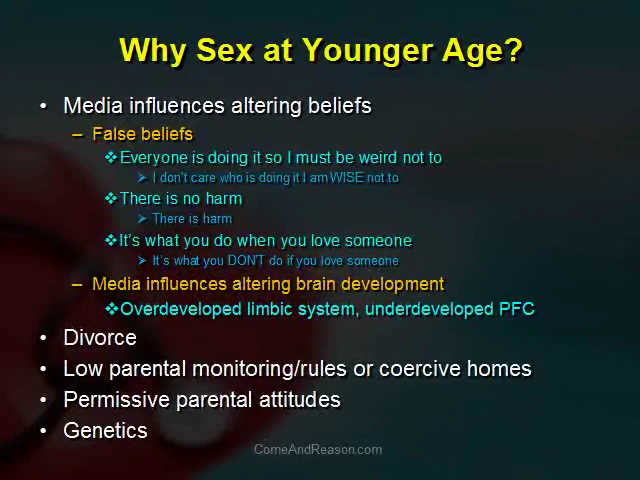 Why Sex at Younger Age?
• Media influences altering beliefs
– False beliefs
❖Everyone is doing it so I must be weird not to
➢ I don't care who is doing it I am WISE not to
❖There is no harm
➢ There is harm
❖It's what you do when you love someone
➢ It's what you DON'T do if you love someone
– Media influences altering brain development
❖Overdeveloped limbic system, underdeveloped PFC
• Divorce
• Low parental monitoring/rules or coercive homes
• Permissive parental attitudes
• Genetics
ComeAndReason.com